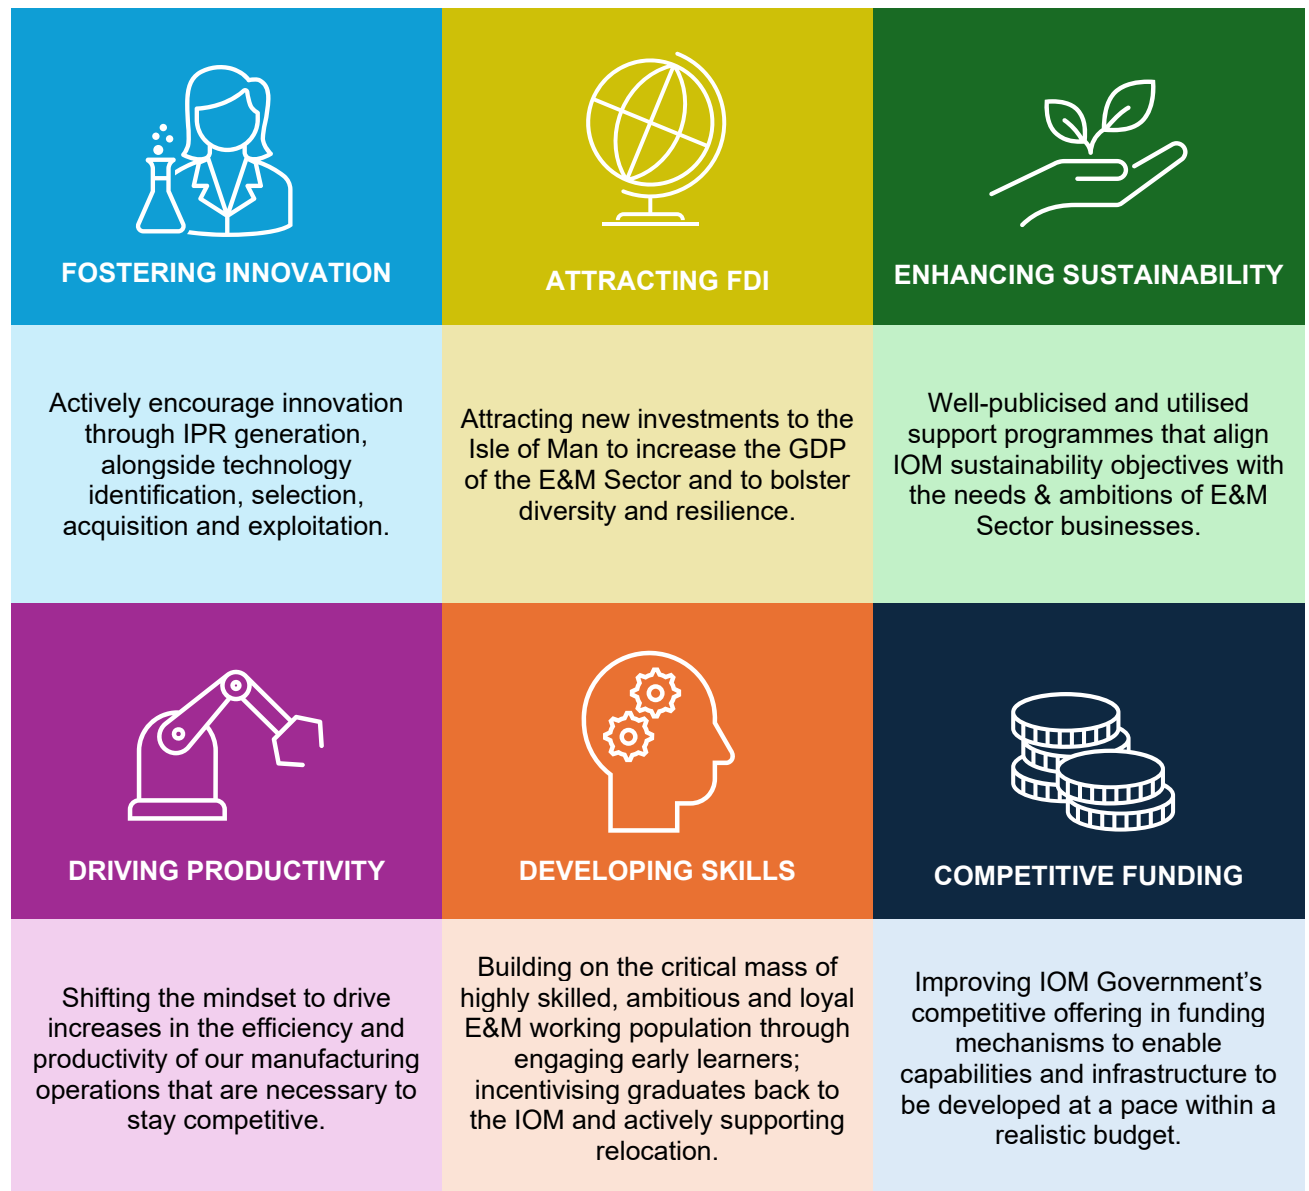 FOSTERING INNOVATION
Actively encourage innovation
through IPR generation,
alongside technology
identification, selection,
acquisition and exploitation.
ATTRACTING FDI
Attracting new investments to the
Isle of Man to increase the GDP
of the E&M Sector and to bolster
diversity and resilience.
ENHANCING SUSTAINABILITY
Well-publicised and utilised
support programmes that align
IOM sustainability objectives with
the needs & ambitions of E&M
Sector businesses.
DRIVING PRODUCTIVITY
Shifting the mindset to drive
increases in the efficiency and
productivity of our manufacturing
operations that are necessary to
stay competitive.
DEVELOPING SKILLS
Building on the critical mass of
highly skilled, ambitious and loyal
E&M working population through
engaging early learners;
incentivising graduates back to
the IOM and actively supporting
relocation.
COMPETITIVE FUNDING
Improving IOM Government’s
competitive offering in funding
mechanisms to enable
capabilities and infrastructure to
be developed at a pace within a
realistic budget.